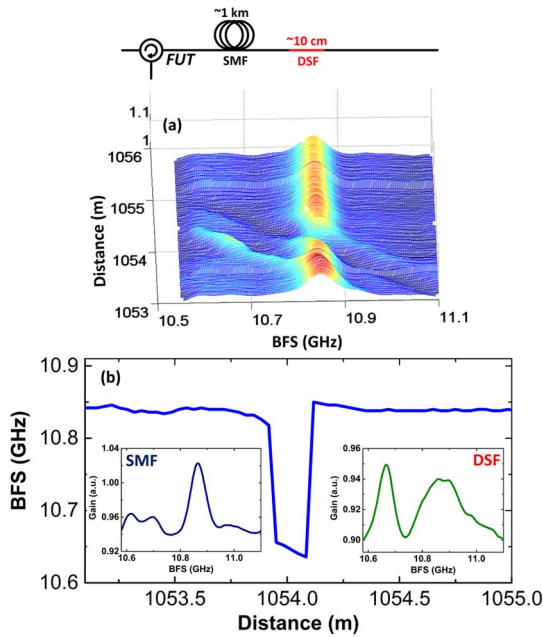 ~1 km
~10 cm
FUT
SMF
DSF
(a)
1.1
1
1056
1055
1054
1053
Distance (m)
10.5
10.7
10.9
11.1
BFS (GHz)
(b)
10.9
10.8
10.7
10.6
BFS (GHz)
SMF
1.04
1.00
0.96
0.92
Gain (a.u.)
10.6
10.8
11.0
BFS (GHz)
DSF
0.94
0.92
0.90
Gain (a.u.)
10.6
10.8
11.0
BFS (GHz)
1053.5
1054.0
1054.5
1055.0
Distance (m)